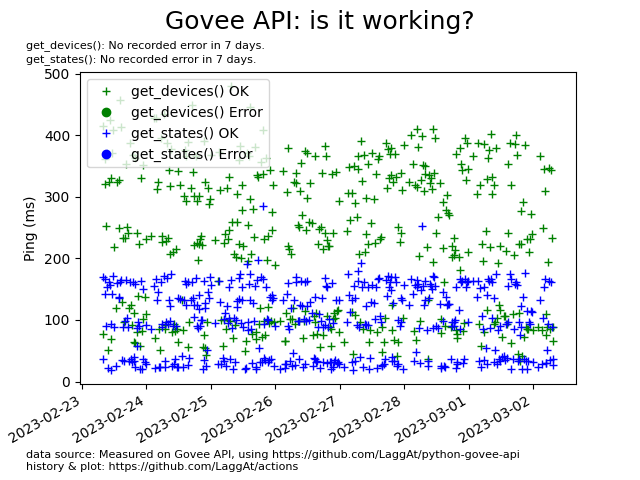 Govee API: is it working?
get_devices(): No recorded error in 7 days.
get_states(): No recorded error in 7 days.
500
400
300
200
100
0
Ping (ms)
get_devices() OK
get_devices() Error
get_states() OK
get_states() Error
2023-02-23
2023-02-24
2023-02-25
2023-02-26
2023-02-27
2023-02-28
2023-03-01
2023-03-02
data source: Measured on Govee API, using https://github.com/LaggAt/python-govee-api
history & plot: https://github.com/LaggAt/actions